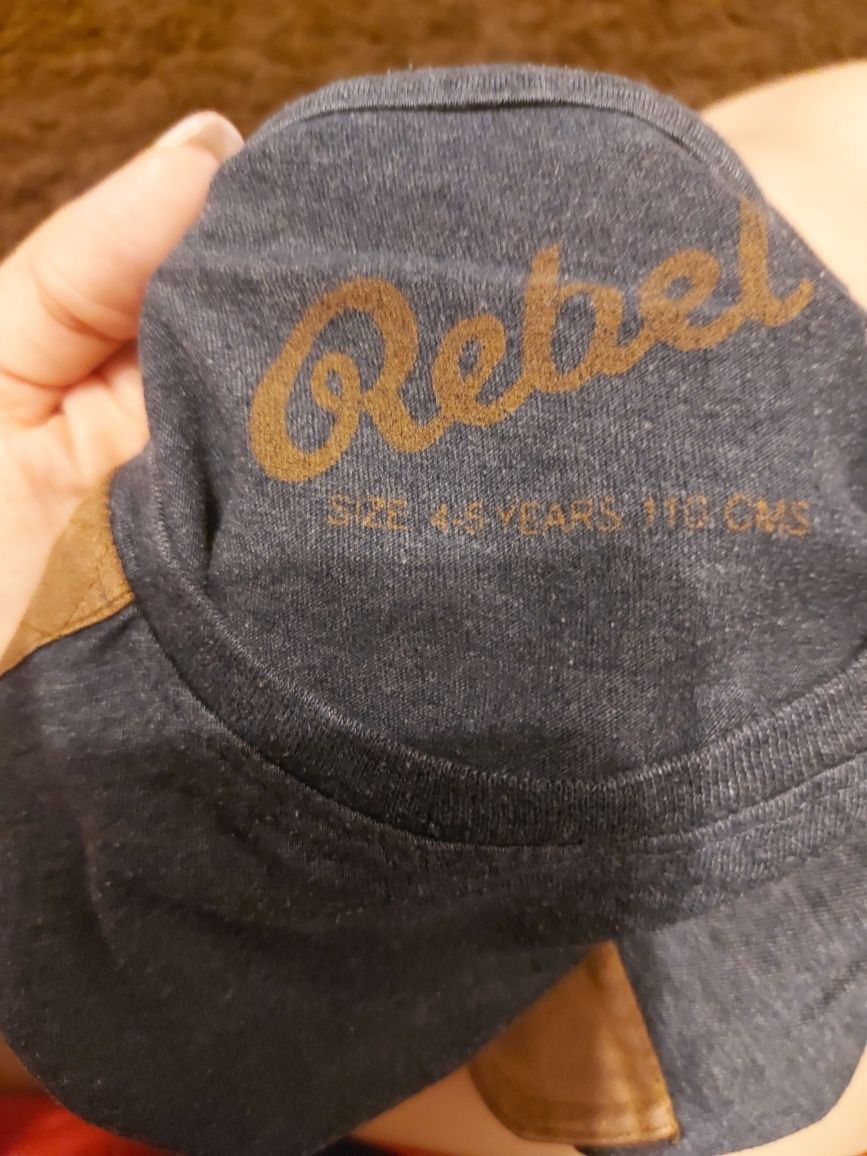 Rebel
SIZE 4-5 YEARS 110 CMS